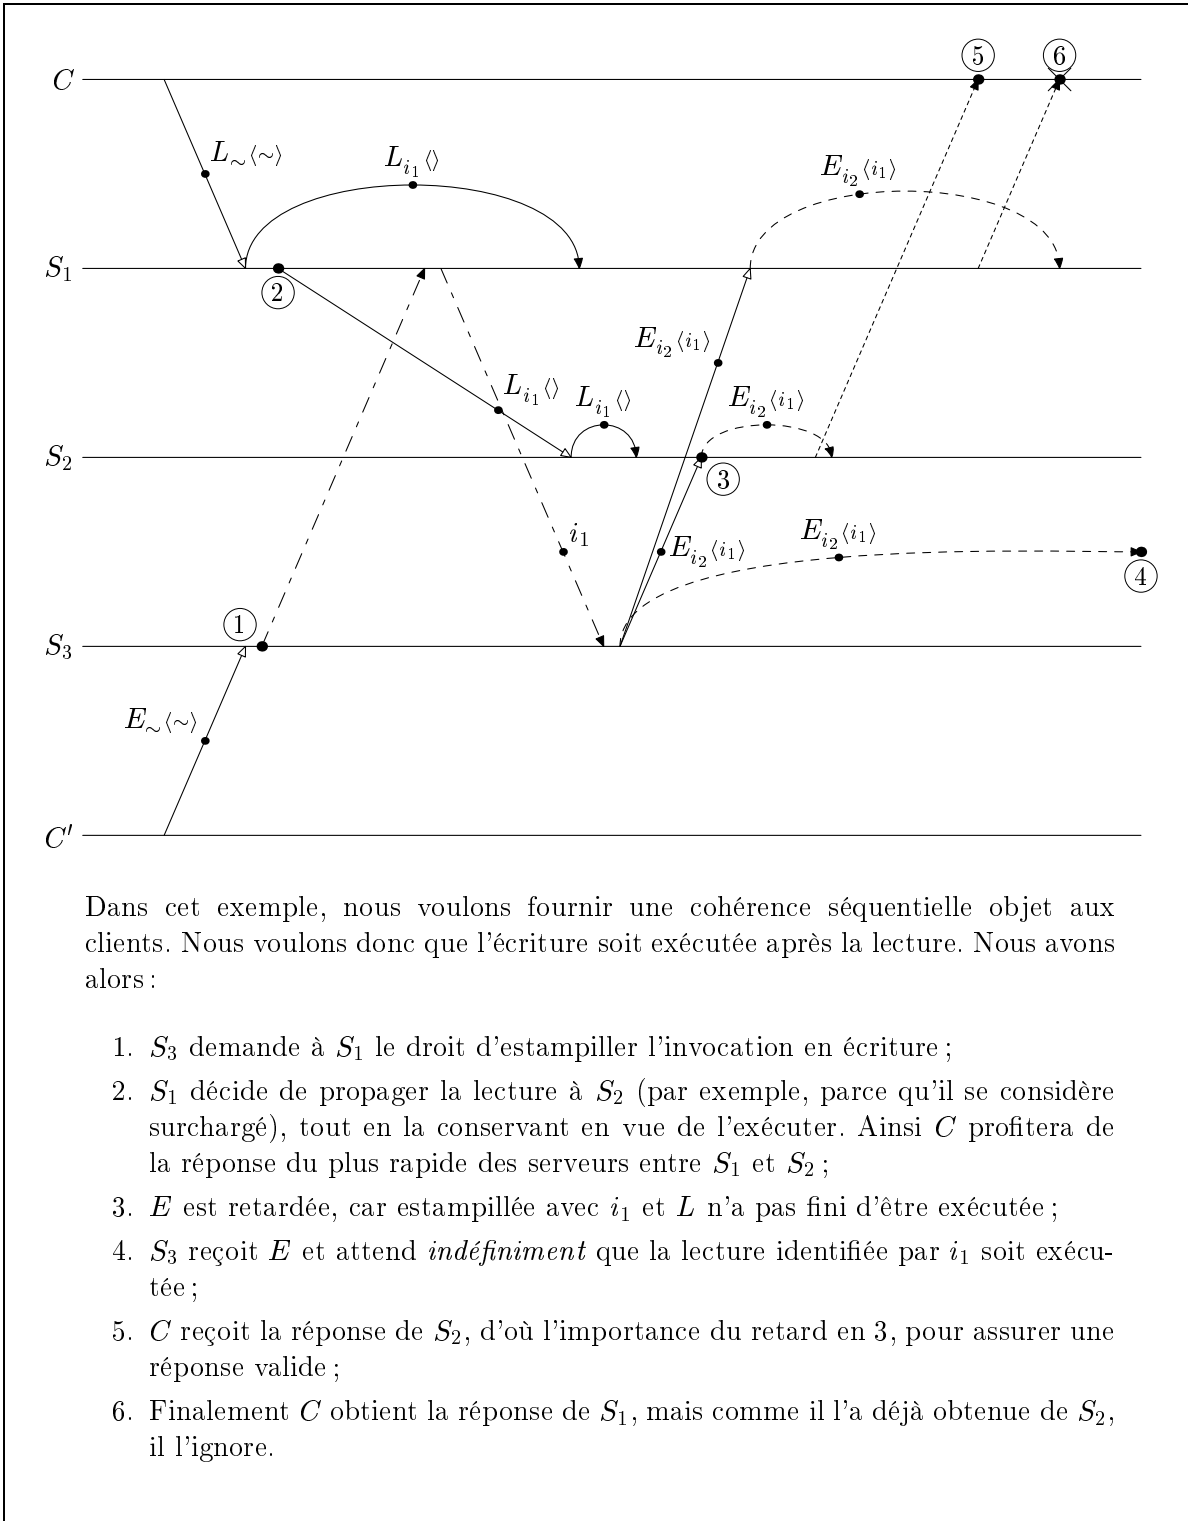 5 6
C
L∼⟨∼⟩ Li1⟨⟩ Ei2⟨i1⟩
S1
2
Ei2⟨i1⟩
Li1⟨⟩ Li1⟨⟩ Ei2⟨i1⟩
S2
3
i1 Ei2⟨i1⟩ Ei2⟨i1⟩
4
1
S3
E∼⟨∼⟩
C′
Dans cet exemple, nous voulons fournir une cohérence séquentielle objet aux
clients. Nous voulons donc que l'écriture soit exécutée après la lecture. Nous avons
alors :
1. S3 demande à S1 le droit d'estampiller l'invocation en écriture ;
2. S1 décide de propager la lecture à S2 (par exemple, parce qu'il se considère
surchargé), tout en la conservant en vue de l'exécuter. Ainsi C profitera de
la réponse du plus rapide des serveurs entre S1 et S2 ;
3. E est retardée, car estampillée avec i1 et L n'a pas fini d'être exécutée ;
4. S3 reçoit E et attend indéfiniment que la lecture identifiée par i1 soit exécu-
tée ;
5. C reçoit la réponse de S2, d'où l'importance du retard en 3, pour assurer une
réponse valide ;
6. Finalement C obtient la réponse de S1, mais comme il l'a déjà obtenue de S2,
il l'ignore.